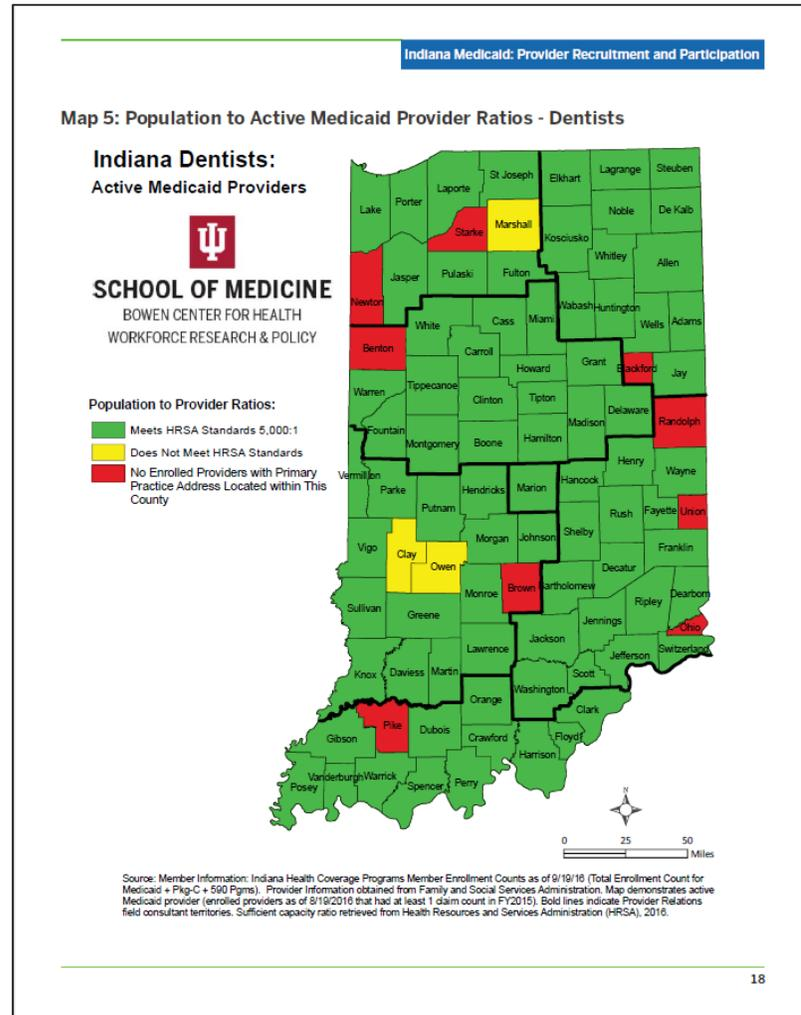 Indiana Medicaid: Provider Recruitment and Participation
Map 5: Population to Active Medicaid Provider Ratios - Dentists
Indiana Dentists:
Active Medicaid Providers
SCHOOL OF MEDICINE
BOWEN CENTER FOR HEALTH
WORKFORCE RESEARCH & POLICY
Population to Provider Ratios:
Meets HRSA Standards 5,000:1
Does Not Meet HRSA Standards
No Enrolled Providers with Primary
Practice Address Located within This
County
Lake
Porter
Laporte
St Joseph
Elkhart
Lagrange
Steuben
Noble
De Kalb
Starke
Marshall
Kosciusko
Whitley
Allen
Newton
Jasper
Pulaski
Fulton
Wabash
Huntington
Wells
Adams
Benton
White
Cass
Miami
Carroll
Grant
Blackford
Jay
Howard
Warren
Tippecanoe
Clinton
Tipton
Madison
Delaware
Randolph
Fountain
Montgomery
Boone
Hamilton
Henry
Wayne
Vermillion
Parke
Putnam
Hendricks
Marion
Hancock
Rush
Fayette
Union
Vigo
Clay
Owen
Morgan
Johnson
Shelby
Franklin
Decatur
Sullivan
Greene
Monroe
Brown
Bartholomew
Jennings
Ripley
Dearborn
Ohio
Switzerland
Jackson
Jefferson
Lawrence
Scott
Knox
Daviess
Martin
Orange
Washington
Clark
Pike
Gibson
Dubois
Crawford
Floyd
Harrison
Posey
Vanderburgh
Warrick
Spencer
Perry
N
0 25 50
Miles
Source: Member Information: Indiana Health Coverage Programs Member Enrollment Counts as of 9/19/16 (Total Enrollment Count for
Medicaid + Pkg-C + 590 Pgms). Provider Information obtained from Family and Social Services Administration. Map demonstrates active
Medicaid provider (enrolled providers as of 8/19/2016 that had at least 1 claim count in FY2015). Bold lines indicate Provider Relations
field consultant territories. Sufficient capacity ratio retrieved from Health Resources and Services Administration (HRSA), 2016.
18